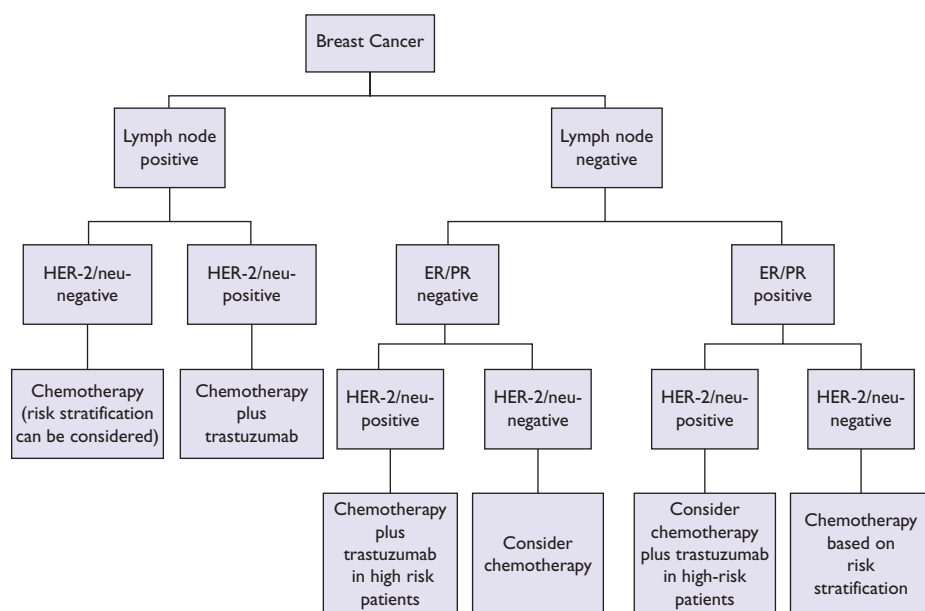 Breast Cancer
Lymph node
positive
Lymph node
negative
HER-2/neu-
negative
HER-2/neu-
positive
ER/PR
negative
ER/PR
positive
Chemotherapy
(risk stratification
can be considered)
Chemotherapy
plus
trastuzumab
HER-2/neu-
positive
HER-2/neu-
negative
HER-2/neu-
positive
HER-2/neu-
negative
Chemotherapy
plus
trastuzumab
in high risk
patients
Consider
chemotherapy
Consider
chemotherapy
plus trastuzumab
in high-risk
patients
Chemotherapy
based on
risk
stratification